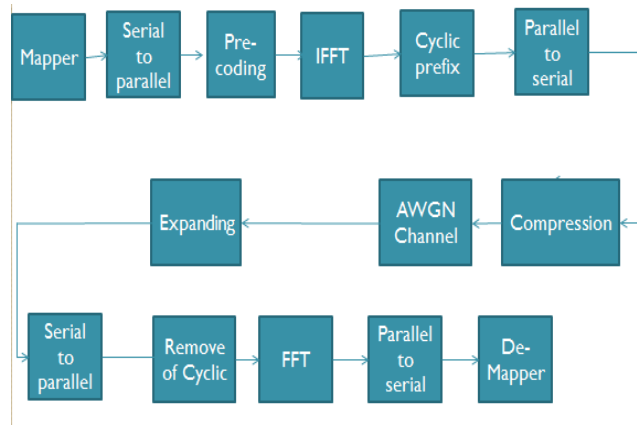 Mapper
Serial
to
parallel
Pre-
coding
IFFT
Cyclic
prefix
Parallel
to
serial
Expanding
AWGN
Channel
Compression
Serial
to
parallel
Remove
of Cyclic
FFT
Parallel
to
serial
De-
Mapper